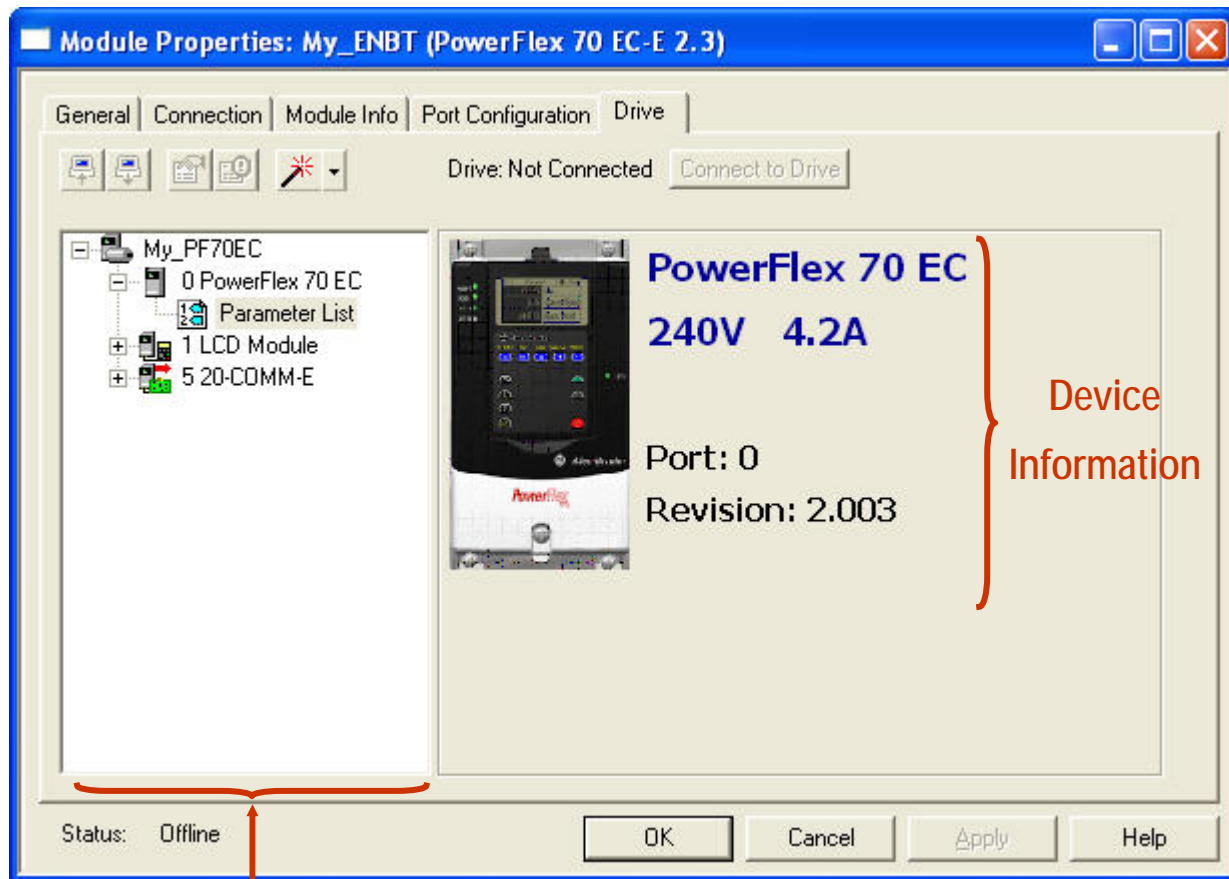 Module Properties: My_ENBT (PowerFlex 70 EC-E 2.3)
General Connection Module Info Port Configuration Drive
Drive: Not Connected Connect to Drive
My_PF70EC
0 PowerFlex 70 EC
Parameter List
1 LCD Module
5 20-COMM-E
PowerFlex 70 EC
240V 4.2A
Port: 0
Revision: 2.003
PowerFlex
Device
Information
Status: Offline
OK Cancel Apply Help